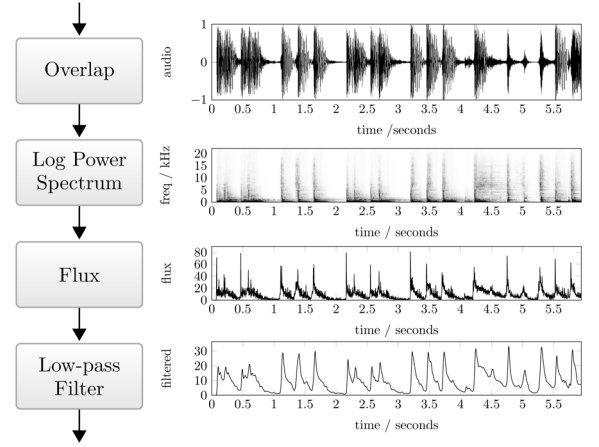 Overlap
audio
1
0
−1
0 0.5 1 1.5 2 2.5 3 3.5 4 4.5 5 5.5
time /seconds
Log Power
Spectrum
freq / kHz
20
15
10
5
0
0 0.5 1 1.5 2 2.5 3 3.5 4 4.5 5 5.5
time / seconds
Flux
flux
80
60
40
20
0
0 0.5 1 1.5 2 2.5 3 3.5 4 4.5 5 5.5
time / seconds
Low-pass
Filter
filtered
30
20
10
0
0 0.5 1 1.5 2 2.5 3 3.5 4 4.5 5 5.5
time / seconds